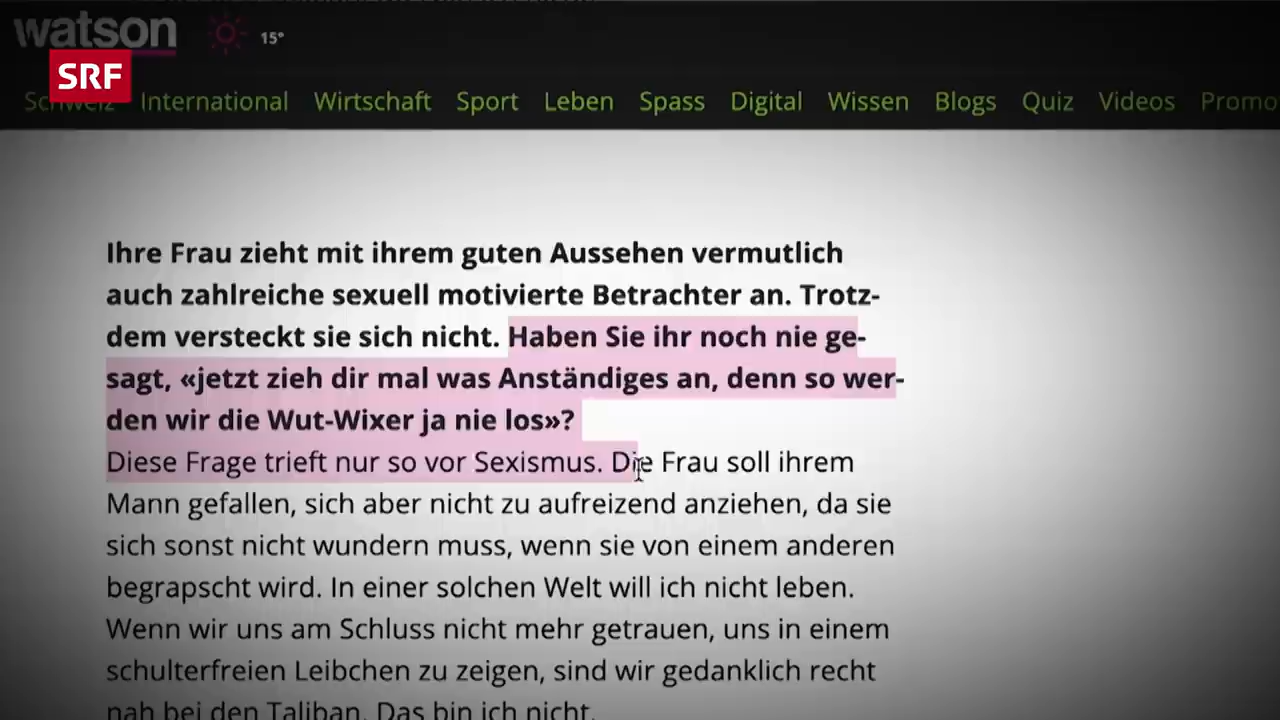 watson
15°
SRF
Schweiz International Wirtschaft Sport Leben Spass Digital Wissen Blogs Quiz Videos Promo
Ihre Frau zieht mit ihrem guten Aussehen vermutlich
auch zahlreiche sexuell motivierte Betrachter an. Trotz-
dem versteckt sie sich nicht. Haben Sie ihr noch nie ge-
sagt, «jetzt zieh dir mal was Anständiges an, denn so wer-
den wir die Wut-Wixer ja nie los»?
Diese Frage trieft nur so vor Sexismus. Die Frau soll ihrem
Mann gefallen, sich aber nicht zu aufreizend anziehen, da sie
sich sonst nicht wundern muss, wenn sie von einem anderen
begrapscht wird. In einer solchen Welt will ich nicht leben.
Wenn wir uns am Schluss nicht mehr getrauen, uns in einem
schulterfreien Leibchen zu zeigen, sind wir gedanklich recht
nah bei den Taliban. Das bin ich nicht.